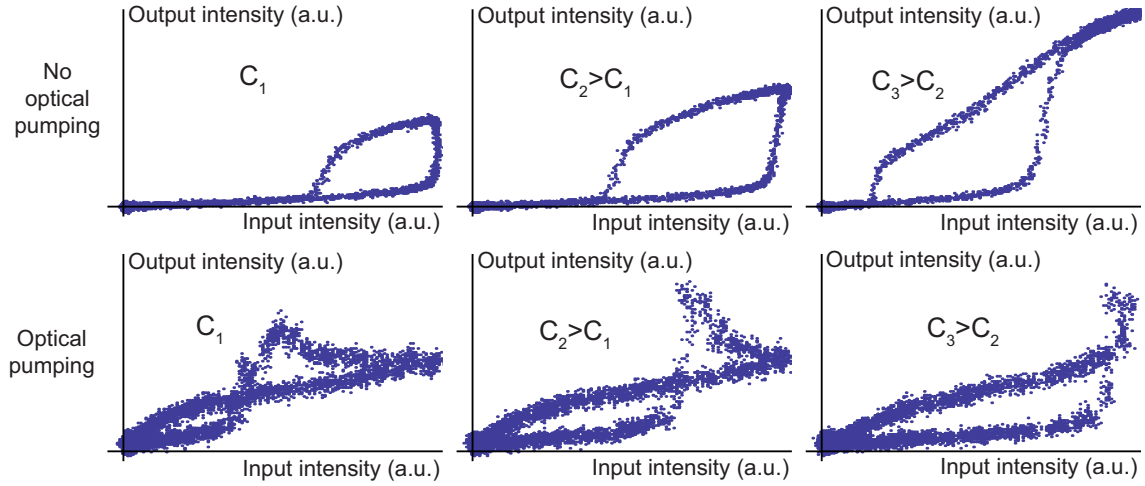 Output intensity (a.u.)
Output intensity (a.u.)
Output intensity (a.u.)
No
optical
pumping
C₁
C₂>C₁
C₃>C₂
Input intensity (a.u.)
Input intensity (a.u.)
Input intensity (a.u.)
Output intensity (a.u.)
Output intensity (a.u.)
Output intensity (a.u.)
Optical
pumping
C₁
C₂>C₁
C₃>C₂
Input intensity (a.u.)
Input intensity (a.u.)
Input intensity (a.u.)